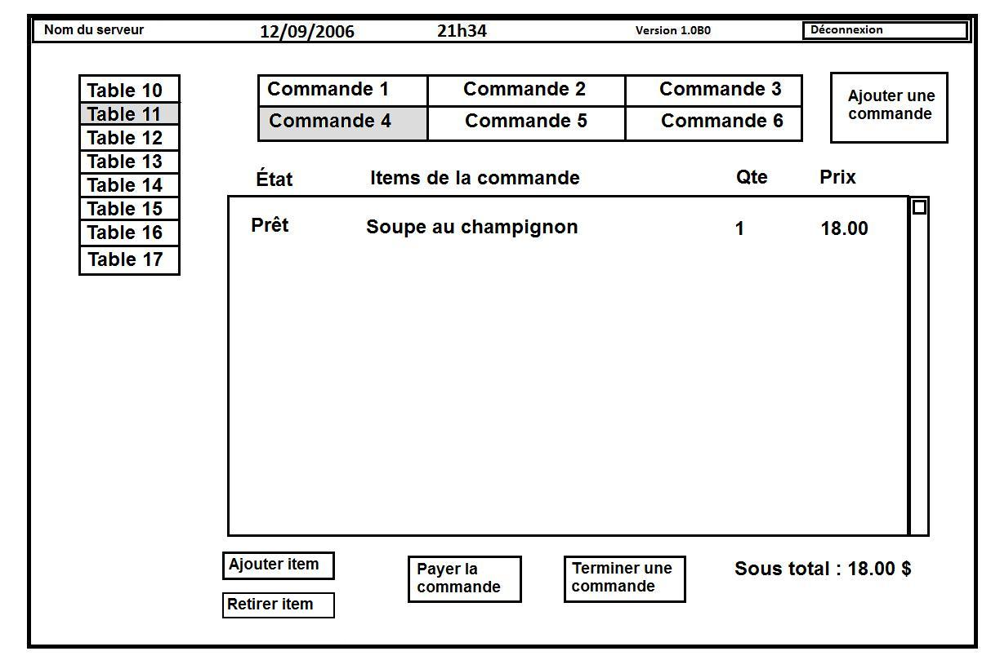 Nom du serveur 12/09/2006 21h34 Version 1.0B0 Déconnexion
Table 10
Table 11
Table 12
Table 13
Table 14
Table 15
Table 16
Table 17
Commande 1 Commande 2 Commande 3
Commande 4 Commande 5 Commande 6
Ajouter une
commande
État Items de la commande Qte Prix
Prêt Soupe au champignon 1 18.00
Ajouter item
Retirer item
Payer la
commande
Terminer une
commande
Sous total : 18.00 $